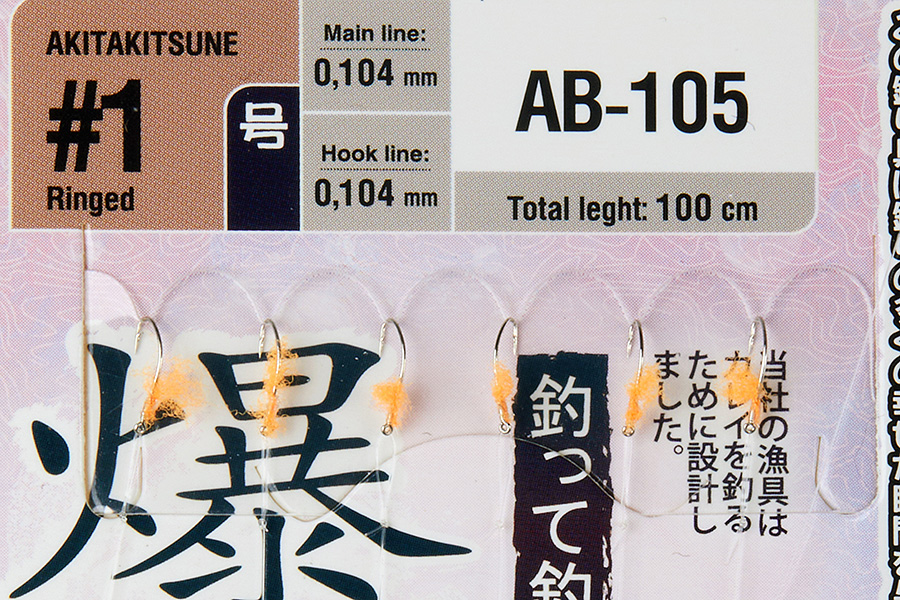 AKITAKITSUNE
#1
Ringed
号
Main line:
0,104 mm
Hook line:
0,104 mm
AB-105
Total leght: 100 cm
爆
釣って釣
当社の漁具は
カレイを釣る
ために設計し
ました。